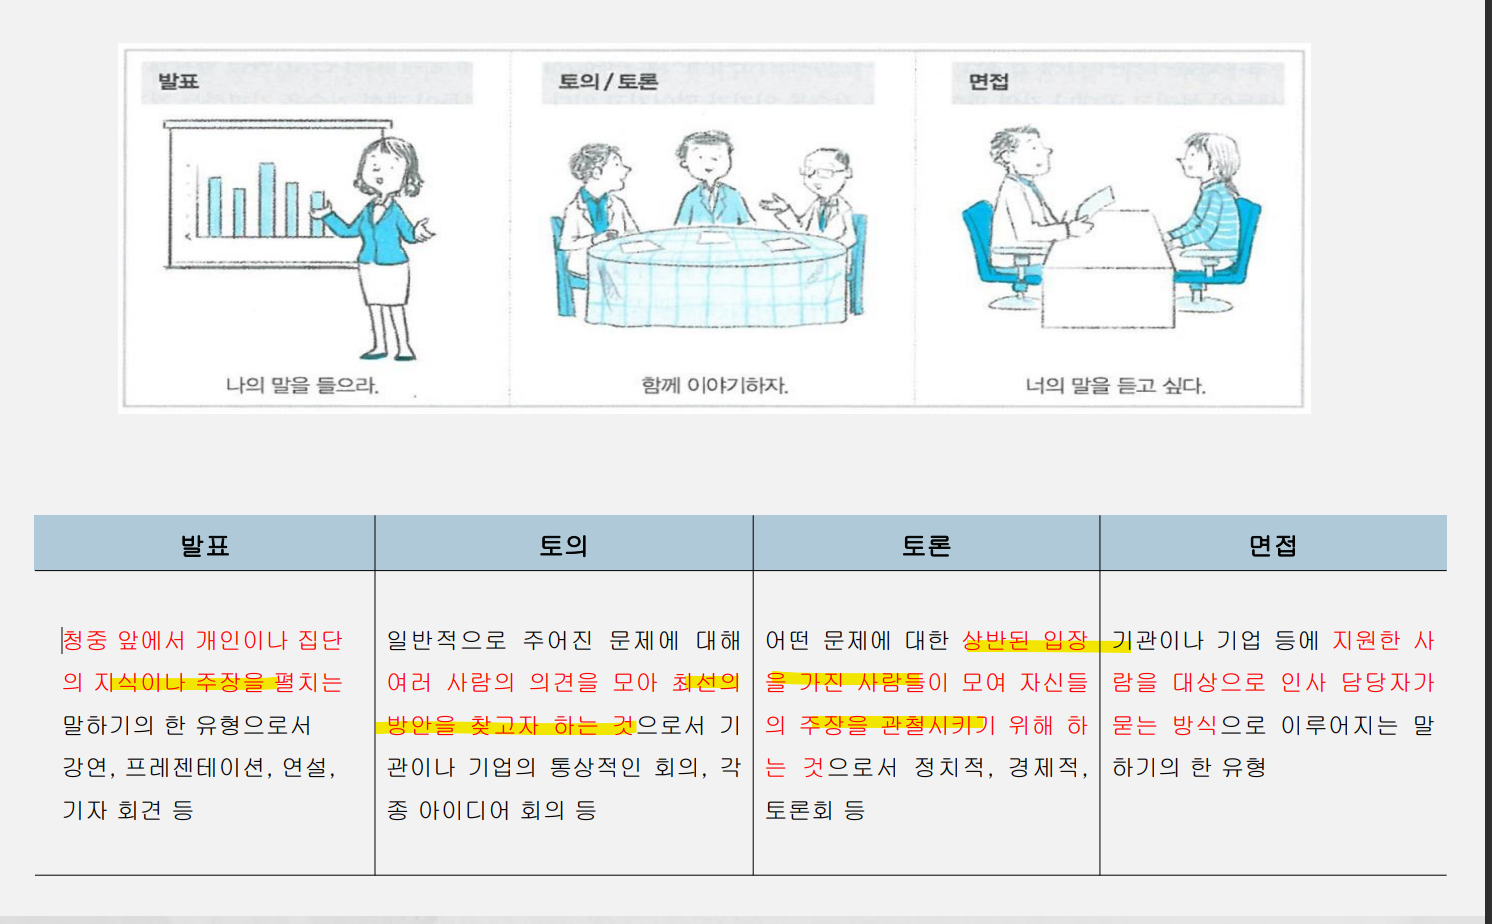 발표
토의 / 토론
면접
나의 말을 들으라.
함께 이야기하자.
너의 말을 듣고 싶다.
발표
토의
토론
면접
청중 앞에서 개인이나 집단
의 지식이나 주장을 펼치는
말하기의 한 유형으로서
강연, 프레젠테이션, 연설,
기자 회견 등
일반적으로 주어진 문제에 대해
여러 사람의 의견을 모아 최선의
방안을 찾고자 하는 것으로서 기
관이나 기업의 통상적인 회의, 각
종 아이디어 회의 등
어떤 문제에 대한 상반된 입장
을 가진 사람들이 모여 자신들
의 주장을 관철시키기 위해 하
는 것으로서 정치적, 경제적,
토론회 등
기관이나 기업 등에 지원한 사
람을 대상으로 인사 담당자가
묻는 방식으로 이루어지는 말
하기의 한 유형